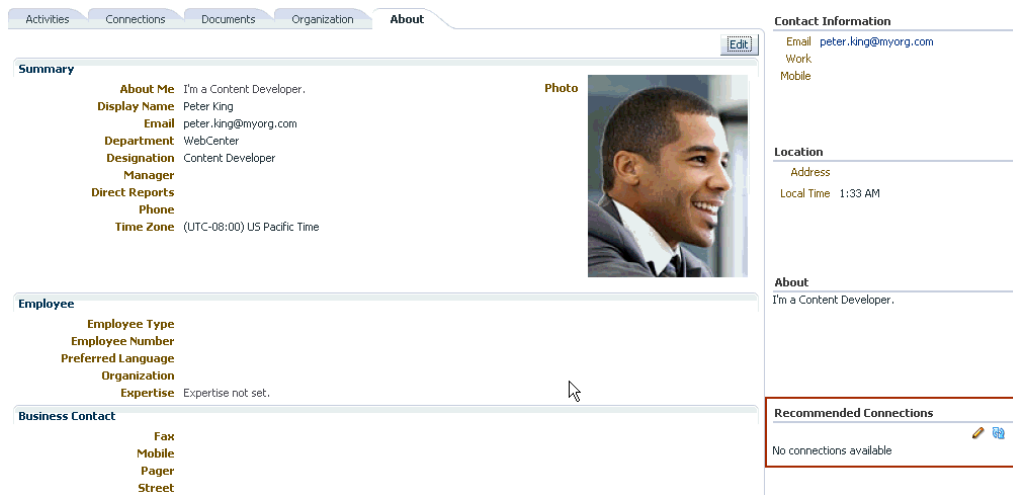 Activities Connections Documents Organization About
Edit
Summary
About Me I'm a Content Developer.
Display Name Peter King
Email peter.king@myorg.com
Department WebCenter
Designation Content Developer
Manager
Direct Reports
Phone
Time Zone (UTC-08:00) US Pacific Time
Photo
Employee
Employee Type
Employee Number
Preferred Language
Organization
Expertise Expertise not set.
Business Contact
Fax
Mobile
Pager
Street
Contact Information
Email peter.king@myorg.com
Work
Mobile
Location
Address
Local Time 1:33 AM
About
I'm a Content Developer.
Recommended Connections
No connections available